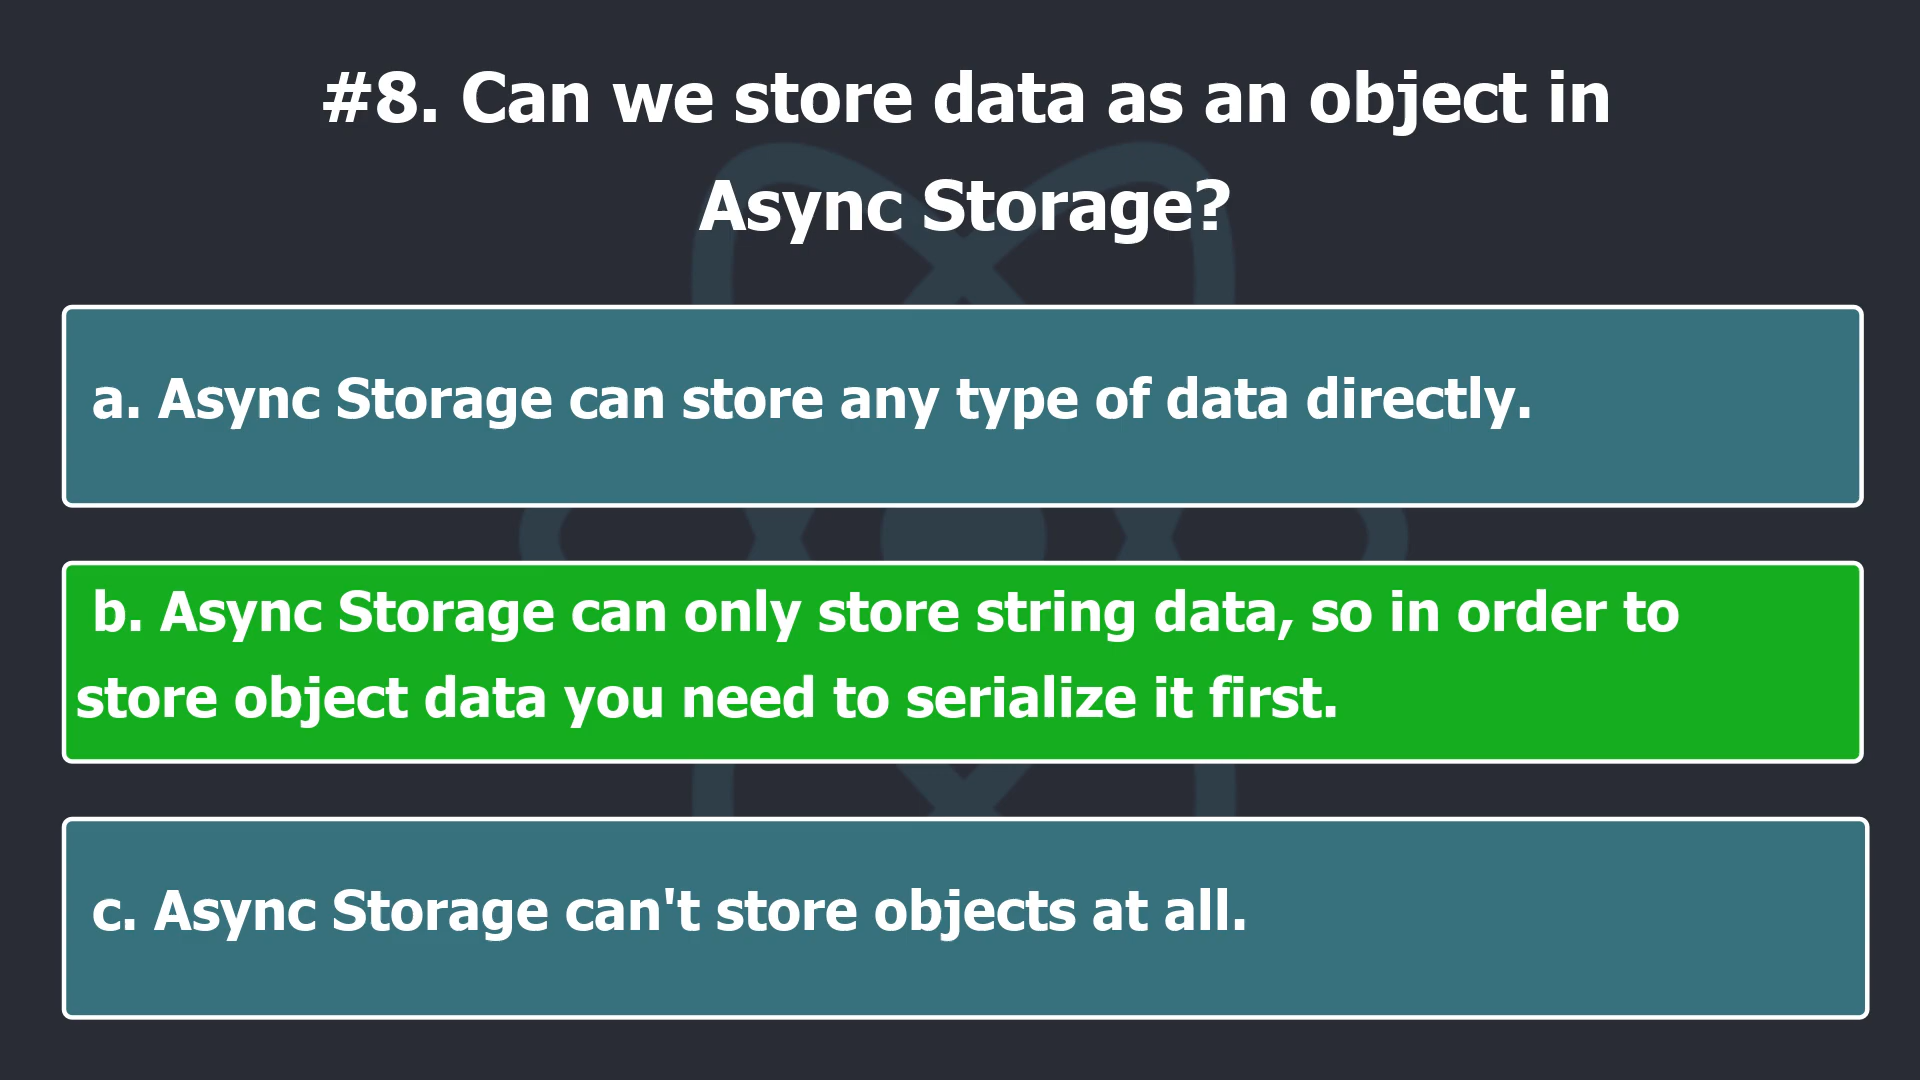 #8. Can we store data as an object in
Async Storage?
a. Async Storage can store any type of data directly.
b. Async Storage can only store string data, so in order to
store object data you need to serialize it first.
c. Async Storage can't store objects at all.